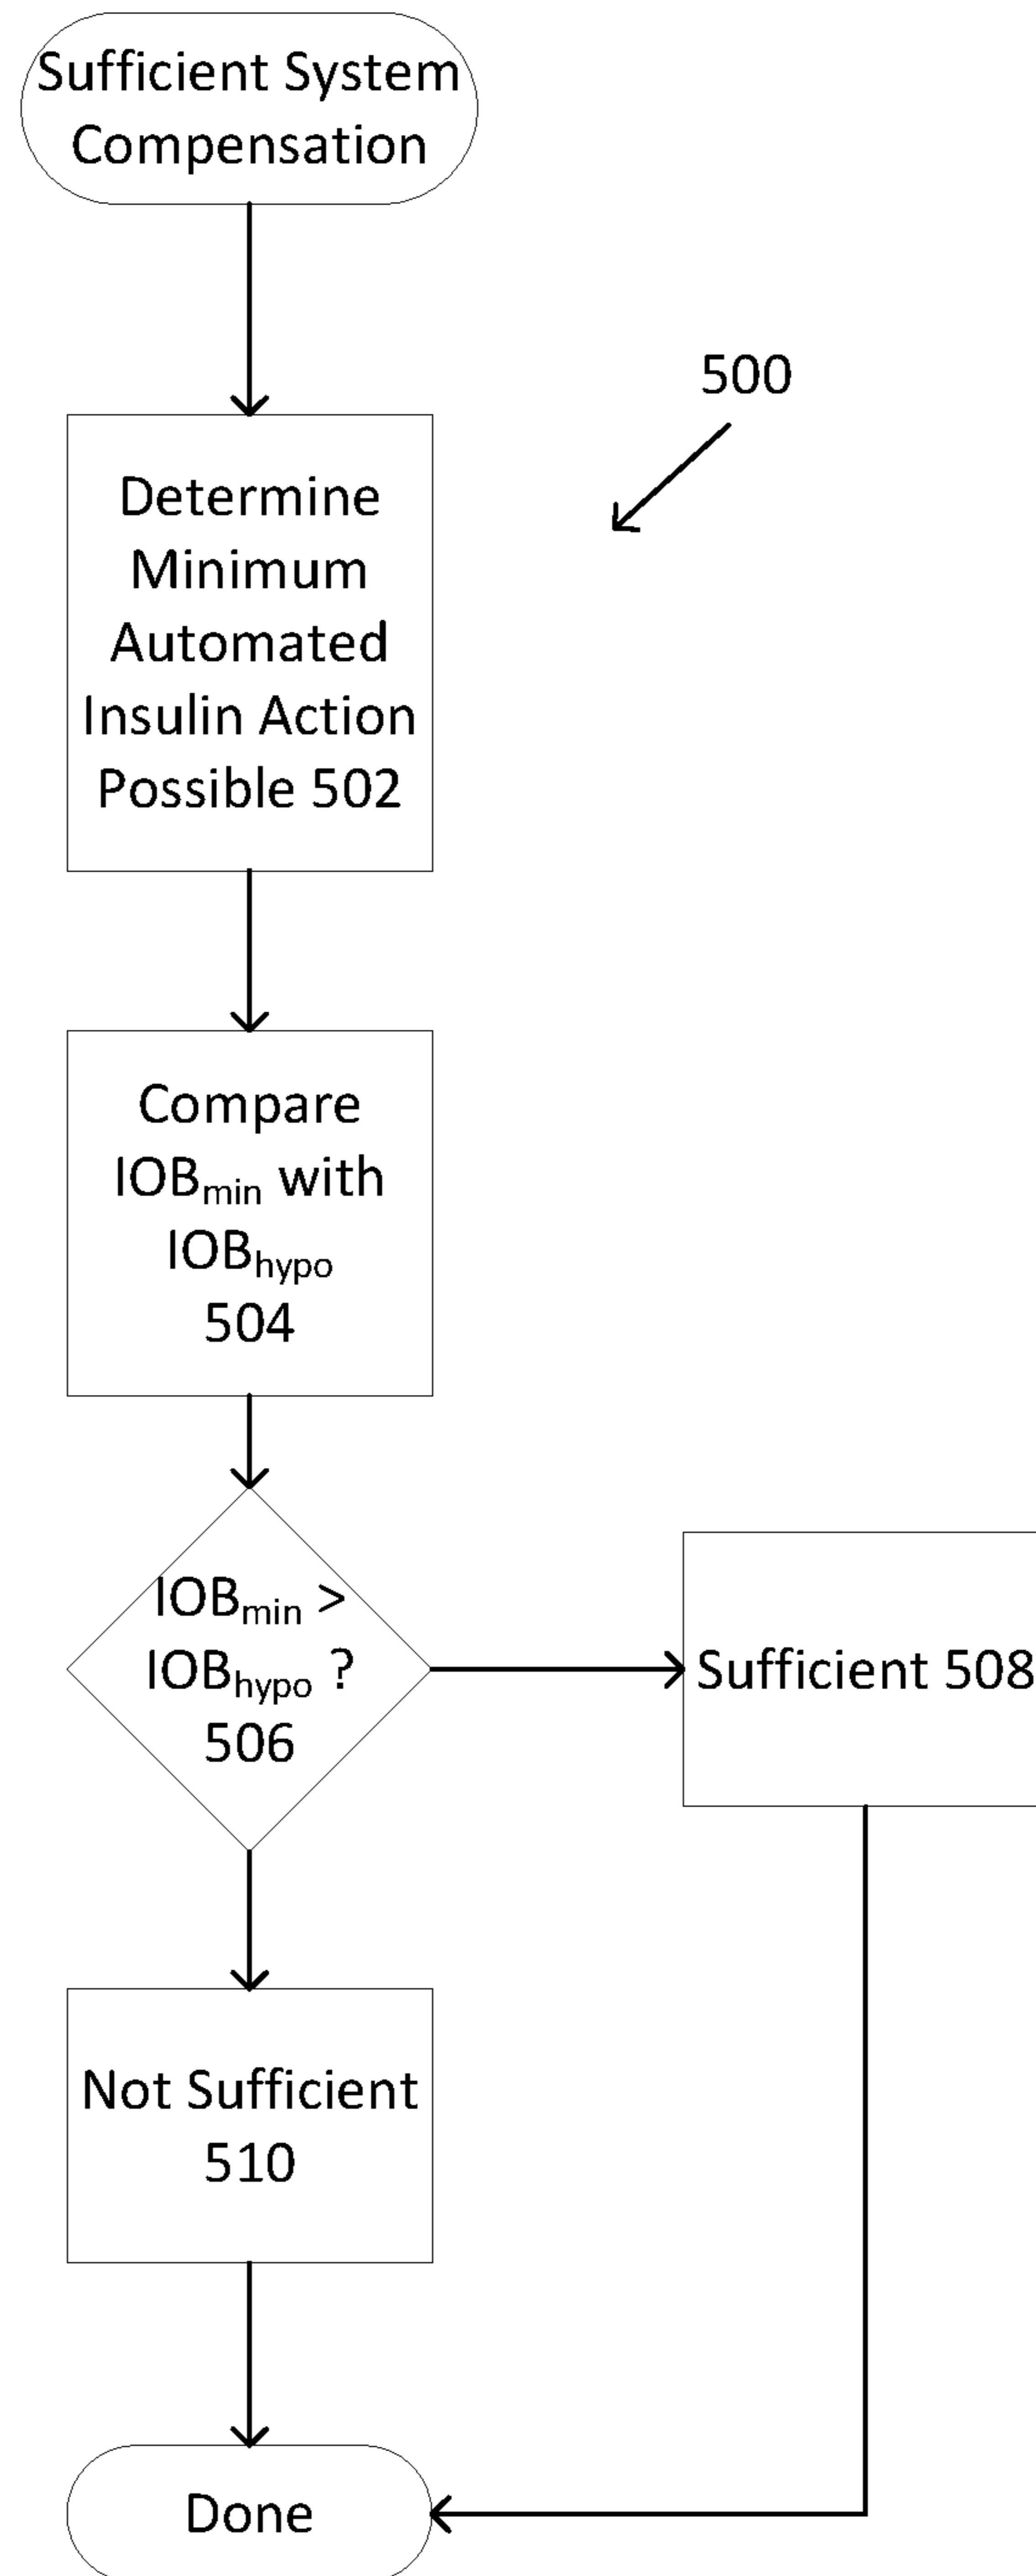 Sufficient System
Compensation
500
Determine
Minimum
Automated
Insulin Action
Possible 502
Compare
IOBmin with
IOBhypo
504
IOBmin >
IOBhypo ?
506
Sufficient 508
Not Sufficient
510
Done